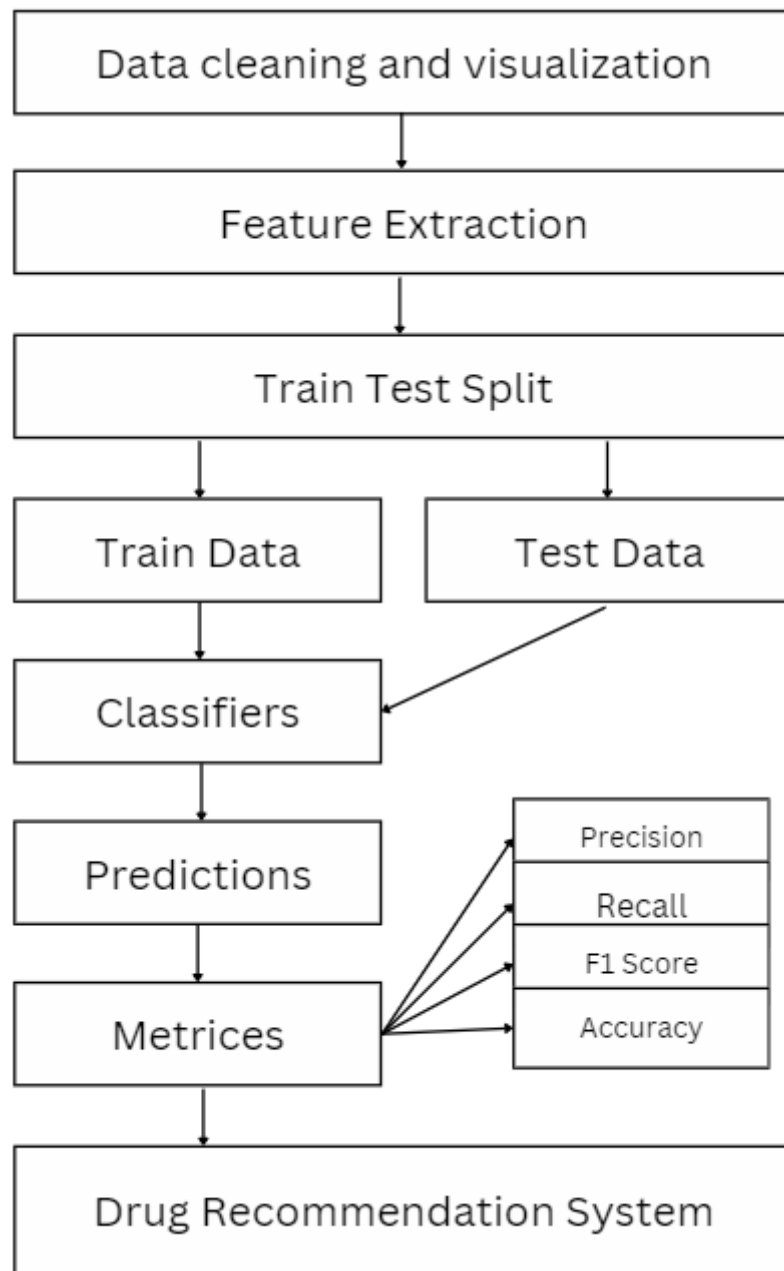 Data cleaning and visualization
Feature Extraction
Train Test Split
Train Data
Test Data
Classifiers
Predictions
Metrices
Precision
Recall
F1 Score
Accuracy
Drug Recommendation System